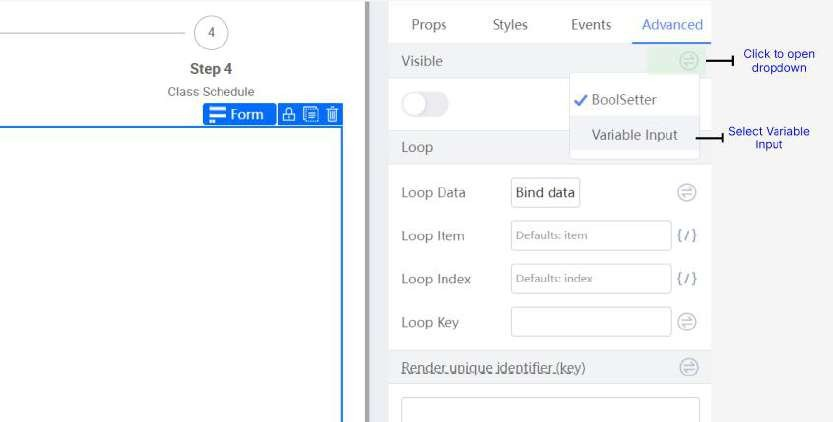 4
Step 4
Class Schedule
Form
Props Styles Events Advanced
Visible
BoolSetter
Variable Input
Loop
Loop Data Bind data
Loop Item Defaults: item {/}
Loop Index Defaults: index {/}
Loop Key
Render unique identifier (key)
Click to open
dropdown
Select Variable
Input